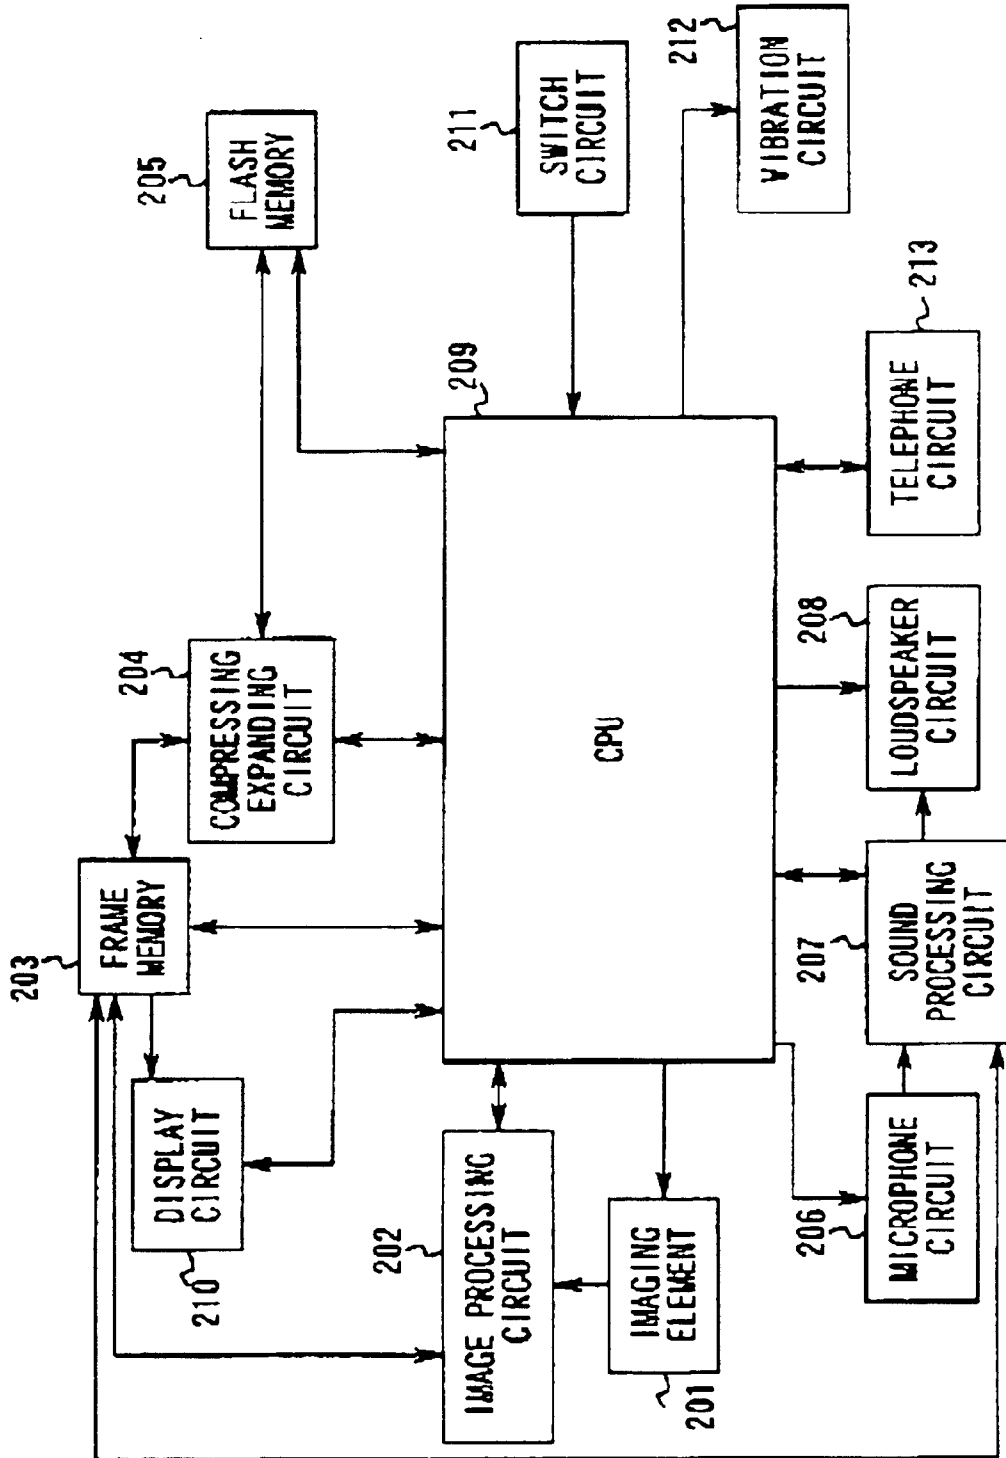 203
FRAME
MEMORY
204
COMPRESSING
EXPANDING
CIRCUIT
205
FLASH
MEMORY
210
DISPLAY
CIRCUIT
202
IMAGE PROCESSING
CIRCUIT
201
IMAGING
ELEMENT
209
CPU
211
SWITCH
CIRCUIT
212
VIBRATION
CIRCUIT
206
MICROPHONE
CIRCUIT
207
SOUND
PROCESSING
CIRCUIT
208
LOUDSPEAKER
CIRCUIT
213
TELEPHONE
CIRCUIT